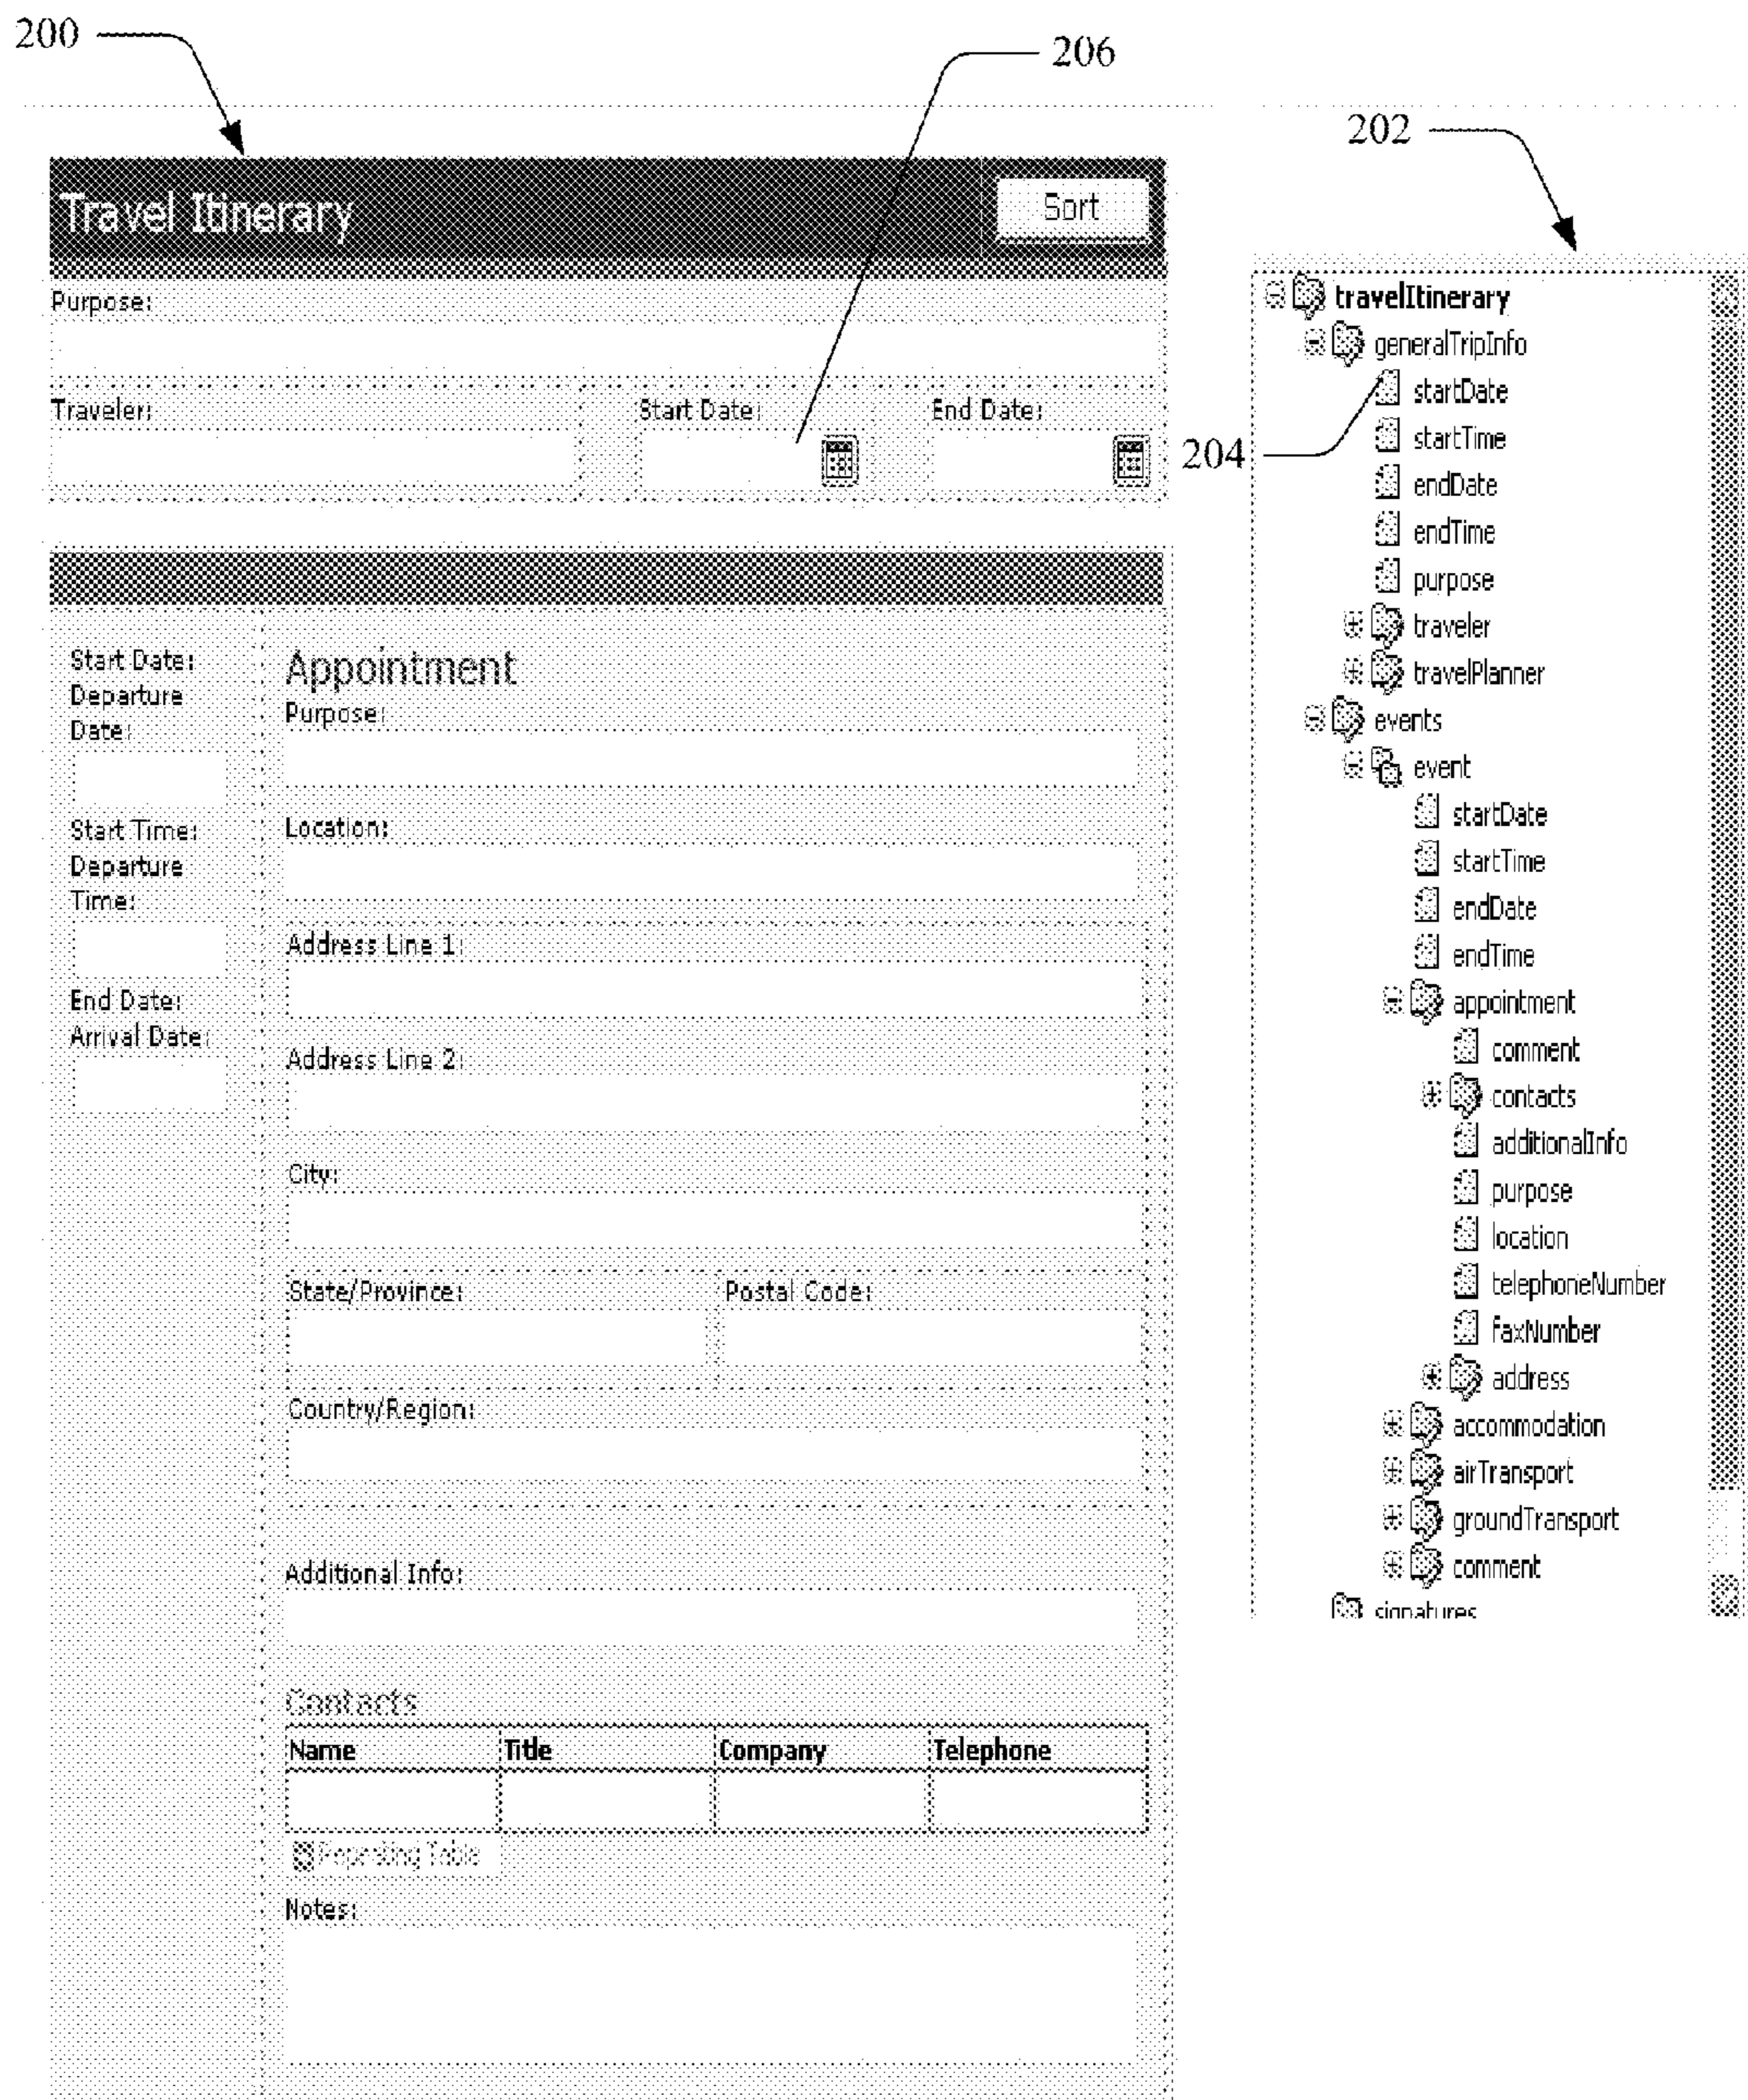 200
206
202
Travel Itinerary
Sort
Purpose:
Traveler:
Start Date:
End Date:
204
Start Date:
Departure
Date:
Start Time:
Departure
Time:
End Date:
Arrival Date:
Appointment
Purpose:
Location:
Address Line 1:
Address Line 2:
City:
State/Province:
Postal Code:
Country/Region:
Additional Info:
Contacts
Name
Title
Company
Telephone
Repeating Table
Notes:
travelItinerary
generalTripInfo
startDate
startTime
endDate
endTime
purpose
traveler
travelPlanner
events
event
startDate
startTime
endDate
endTime
appointment
comment
contacts
additionalInfo
purpose
location
telephoneNumber
faxNumber
address
accommodation
airTransport
groundTransport
comment
signatures